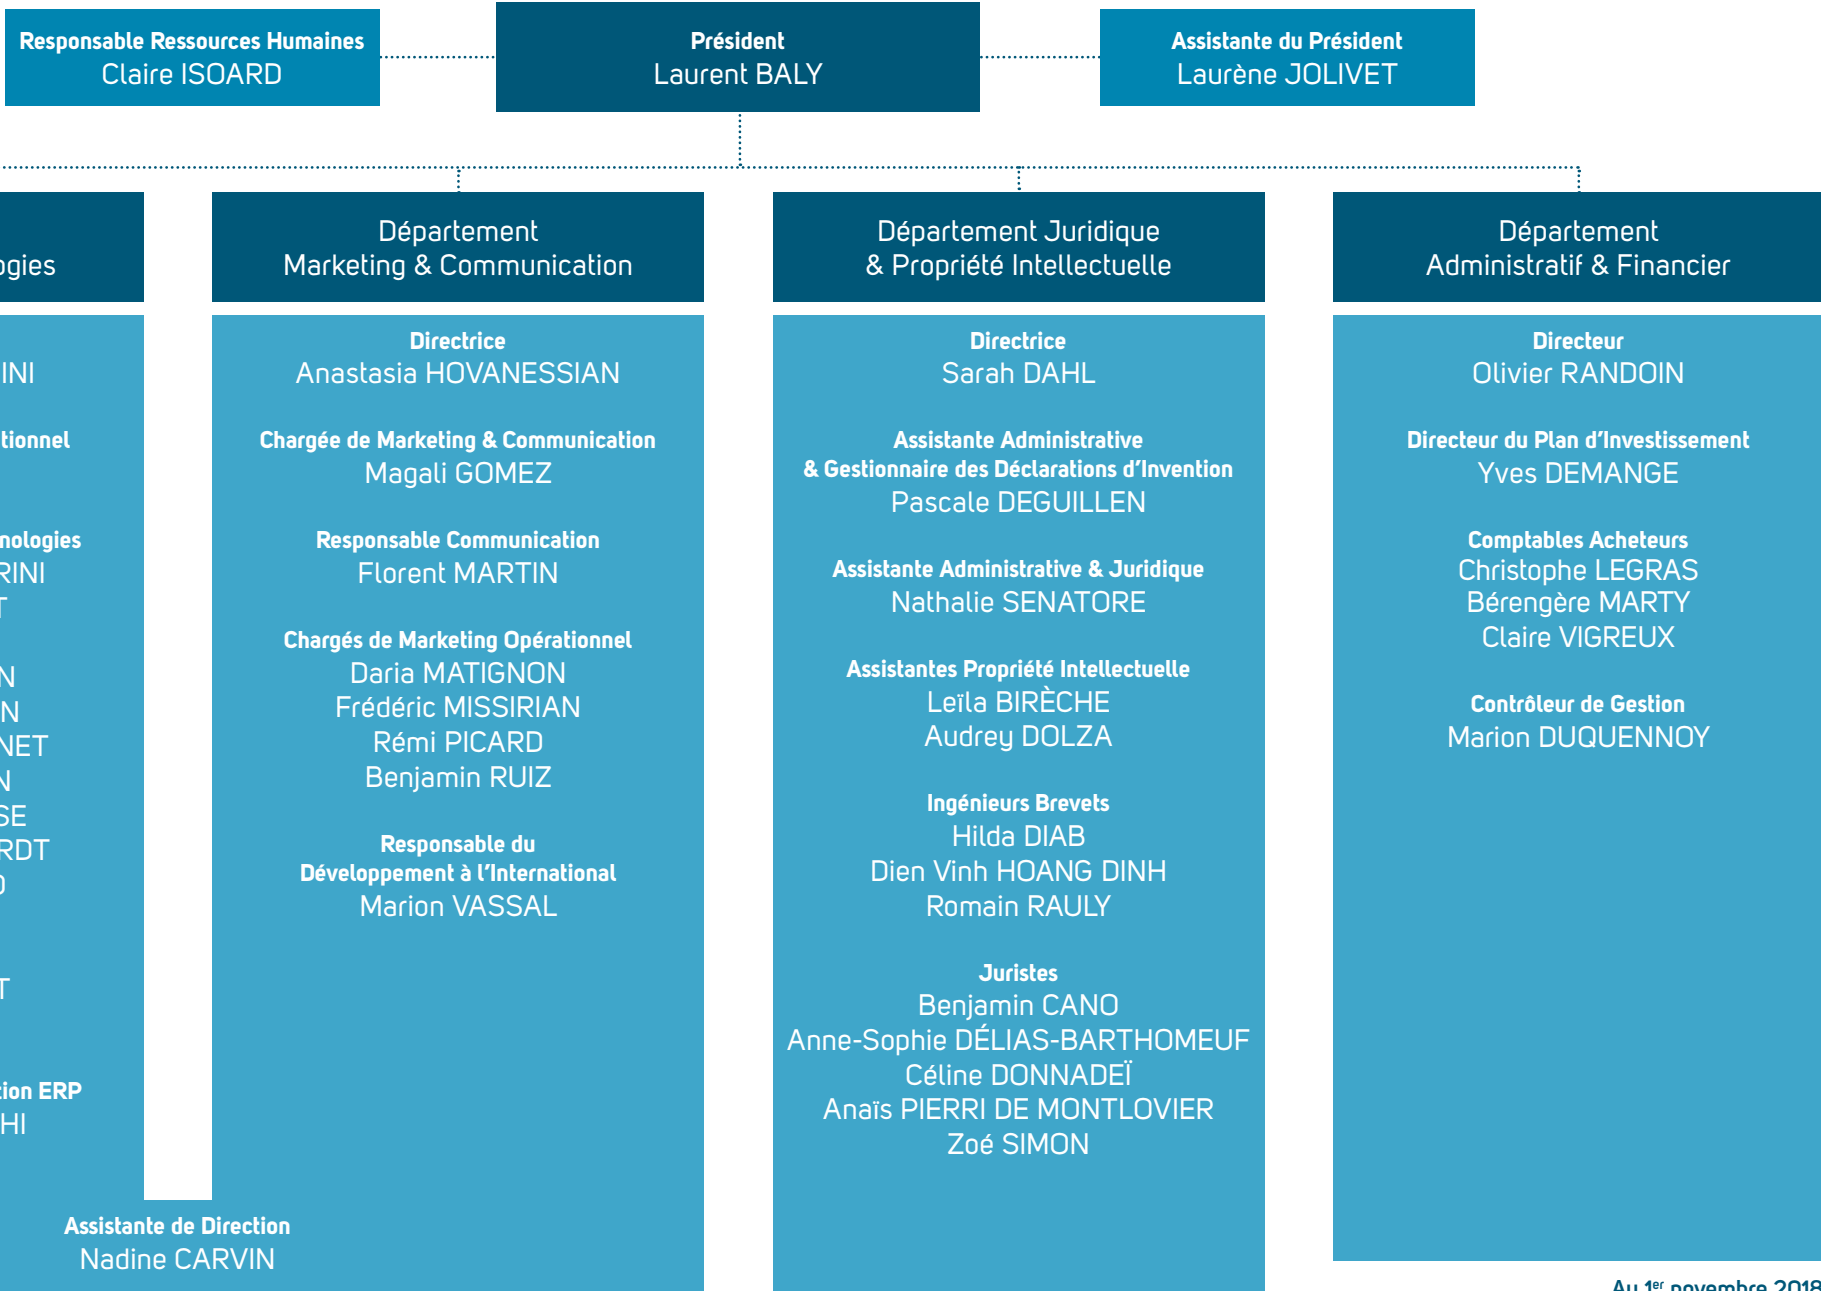 Responsable Ressources Humaines
Claire ISOARD
Président
Laurent BALY
Assistante du Président
Laurène JOLIVET
Département
Marketing & Communication
Directrice
Anastasia HOVANESSIAN
Chargée de Marketing & Communication
Magali GOMEZ
Responsable Communication
Florent MARTIN
Chargés de Marketing Opérationnel
Daria MATIGNON
Frédéric MISSIRIAN
Rémi PICARD
Benjamin RUIZ
Responsable du
Développement à l'International
Marion VASSAL
Assistante de Direction
Nadine CARVIN
Département Juridique
& Propriété Intellectuelle
Directrice
Sarah DAHL
Assistante Administrative
& Gestionnaire des Déclarations d'Invention
Pascale DEGUILLEN
Assistante Administrative & Juridique
Nathalie SENATORE
Assistantes Propriété Intellectuelle
Leïla BIRÈCHE
Audrey DOLZA
Ingénieurs Brevets
Hilda DIAB
Dien Vinh HOANG DINH
Romain RAULY
Juristes
Benjamin CANO
Anne-Sophie DÉLIAS-BARTHOMEUF
Céline DONNADEÏ
Anaïs PIERRI DE MONTLOVIER
Zoé SIMON
Département
Administratif & Financier
Directeur
Olivier RANDOIN
Directeur du Plan d'Investissement
Yves DEMANGE
Comptables Acheteurs
Christophe LEGRAS
Bérengère MARTY
Claire VIGREUX
Contrôleur de Gestion
Marion DUQUENNOY
ERP
Au 1er novembre 2018